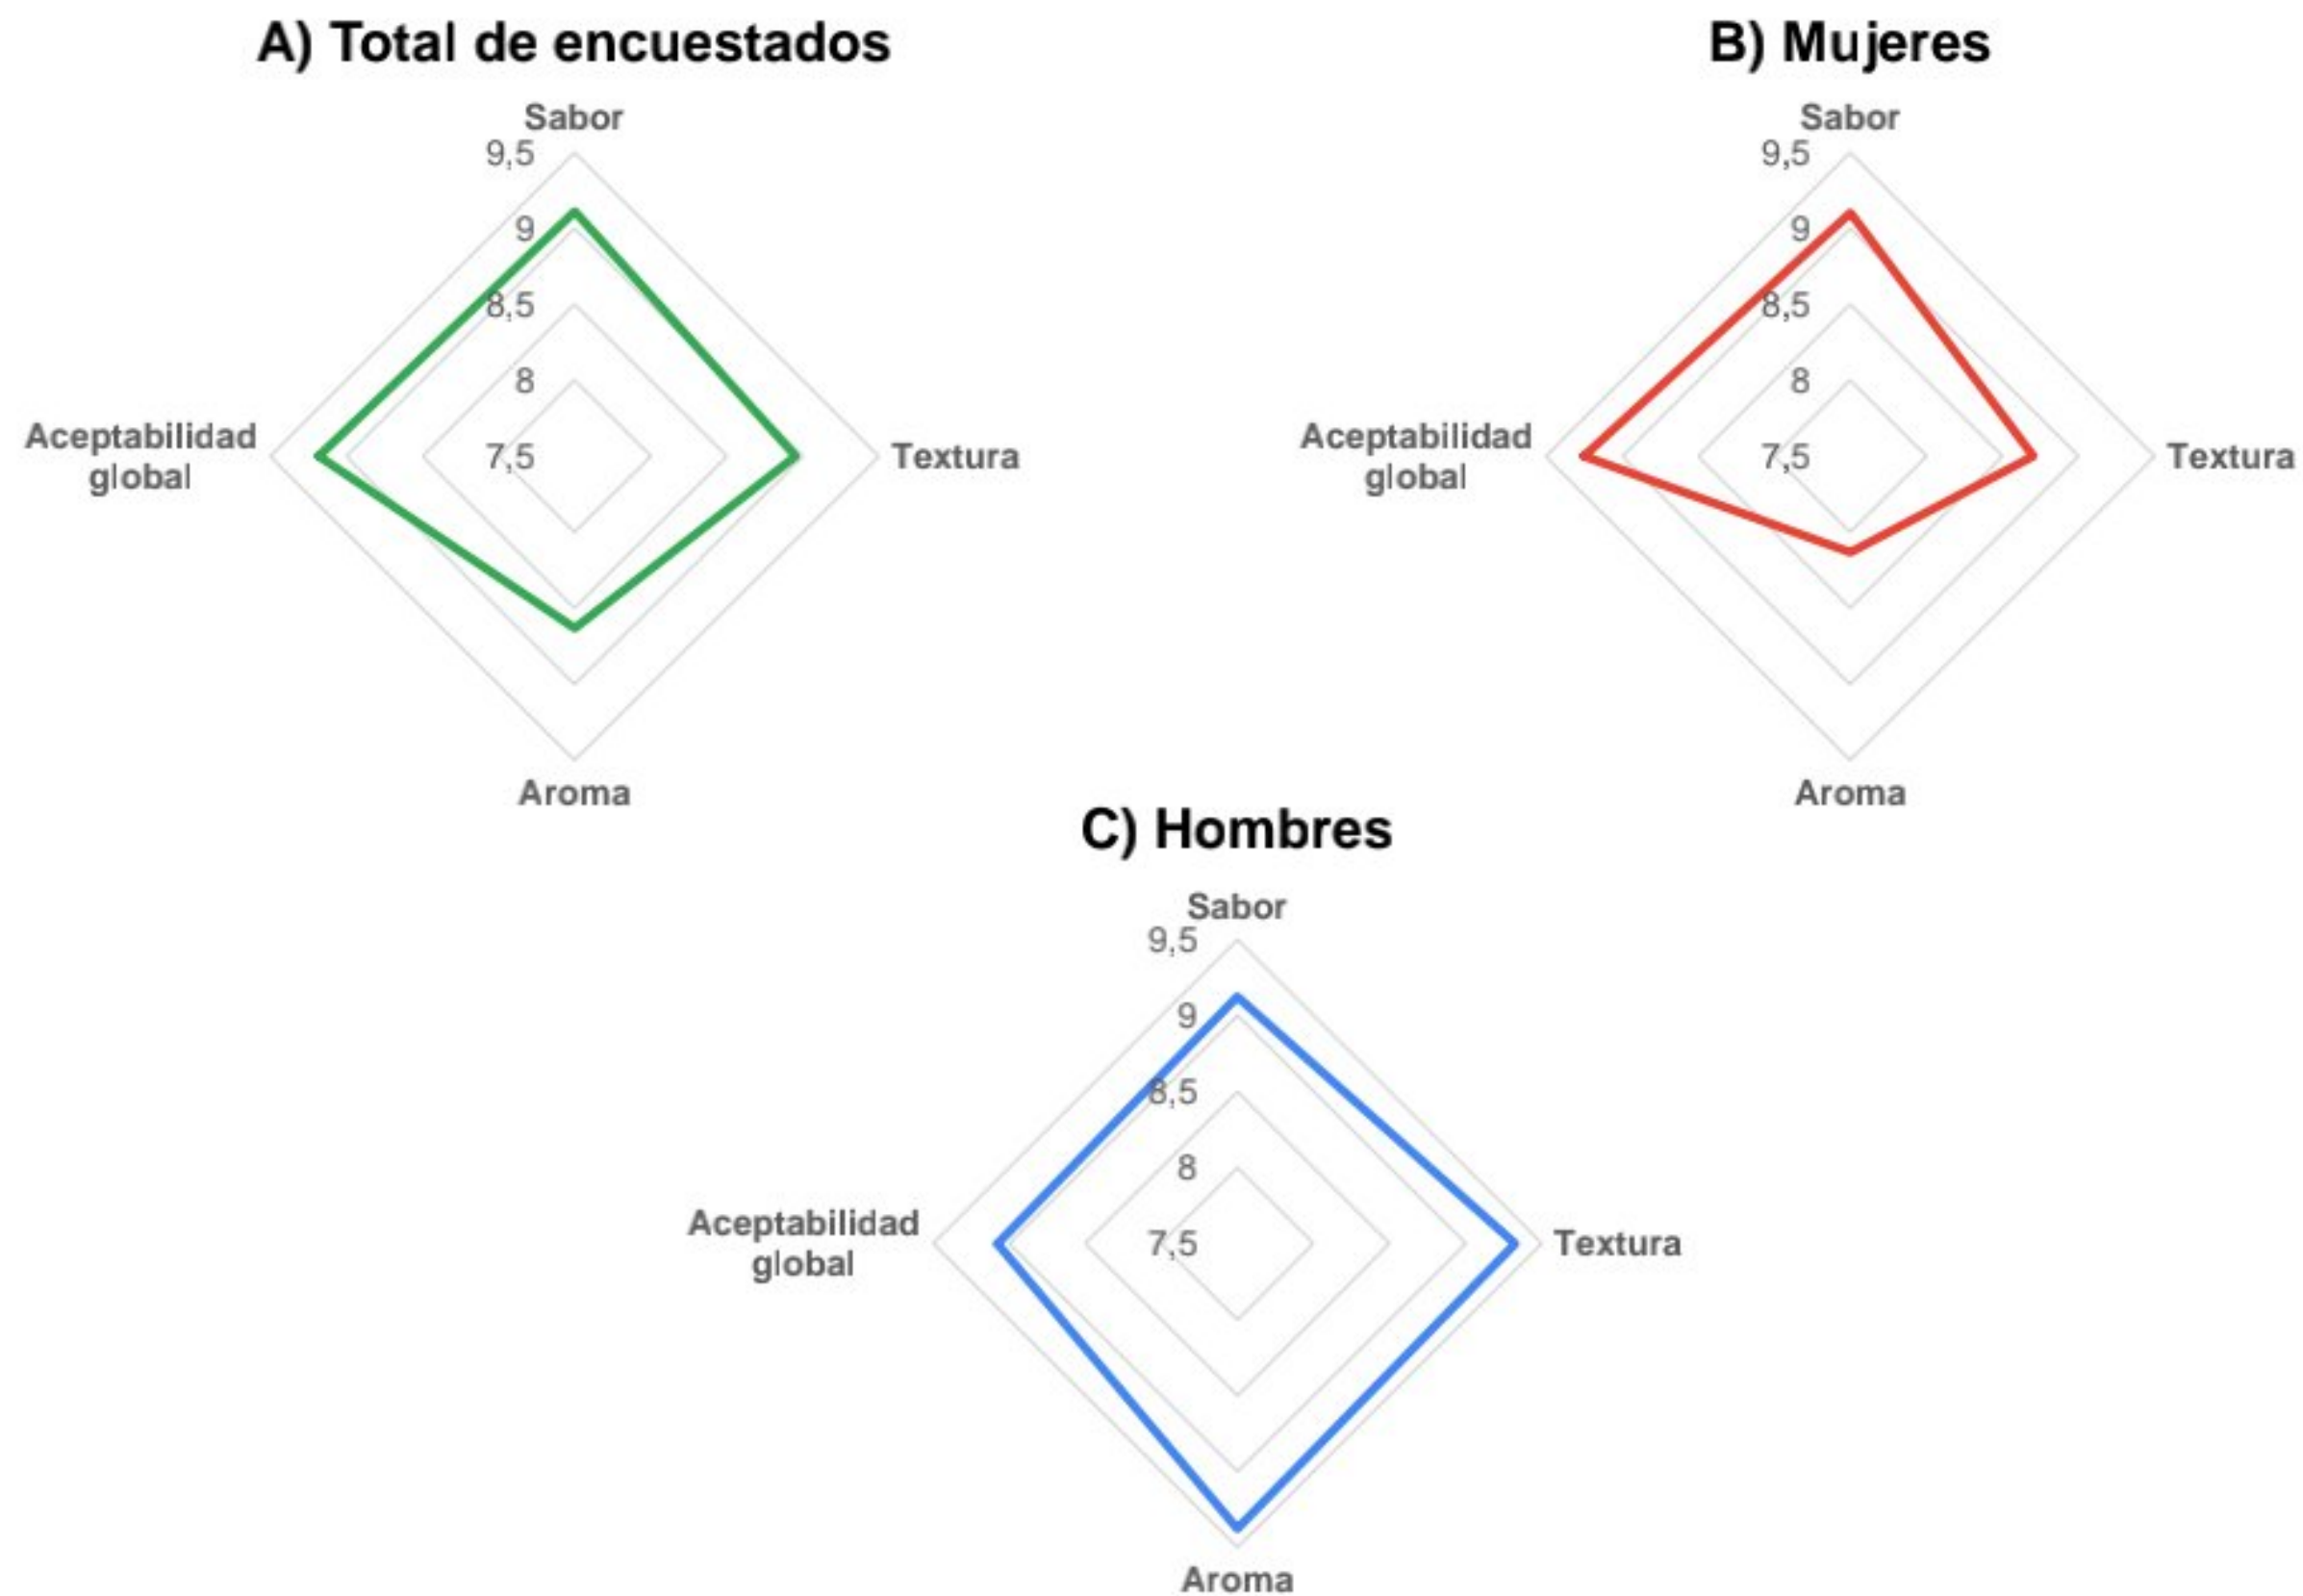 A) Total de encuestados
Sabor
9,5
9
8,5
8
7,5
Aceptabilidad
global
Textura
Aroma
B) Mujeres
Sabor
9,5
9
8,5
8
7,5
Aceptabilidad
global
Textura
Aroma
C) Hombres
Sabor
9,5
9
8,5
8
7,5
Aceptabilidad
global
Textura
Aroma